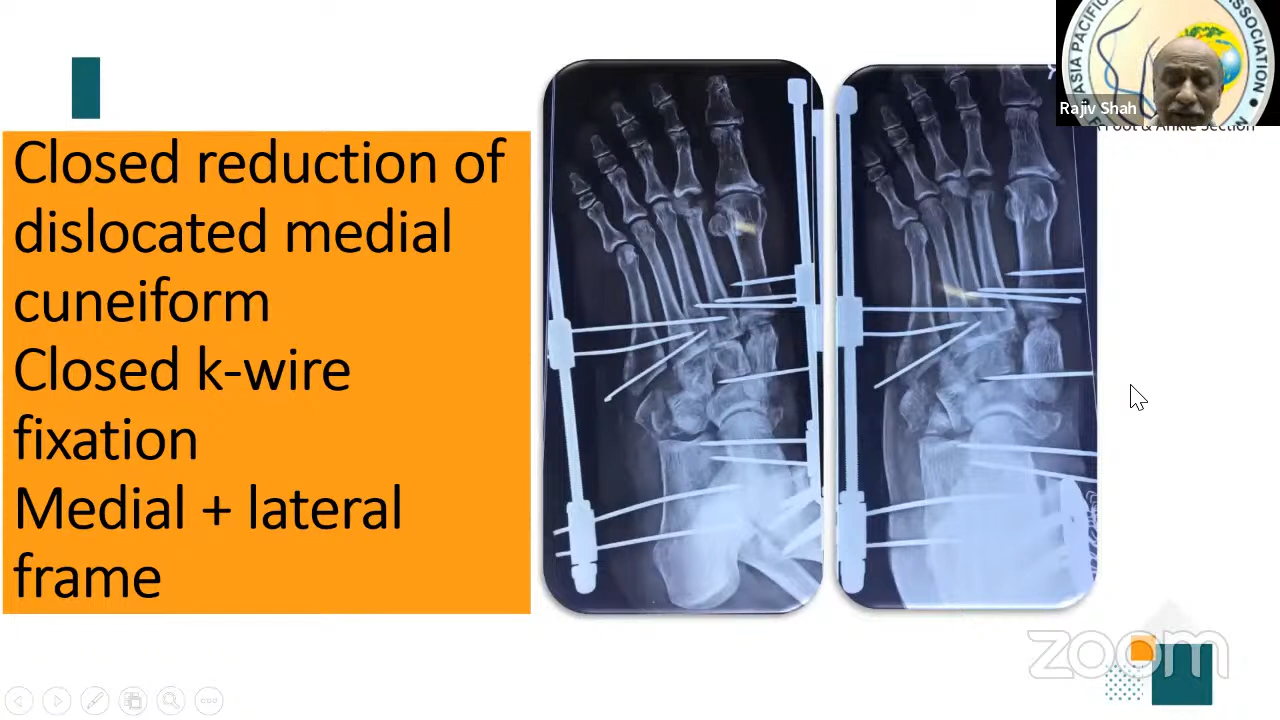 Closed reduction of
dislocated medial
cuneiform
Closed k-wire
fixation
Medial + lateral
frame
ASIA PACIFIC
ASSOCIATION
Rajiv Shah
Foot & Ankle Section
zoom